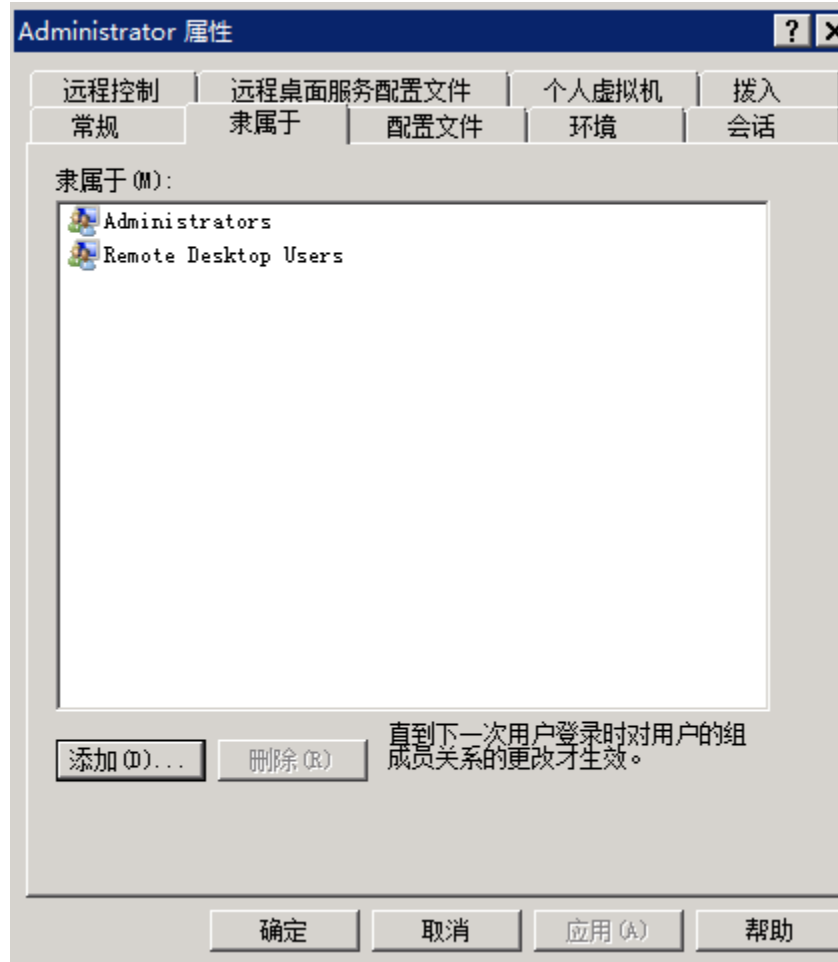 Administrator 属性
远程控制 远程桌面服务配置文件 个人虚拟机 拨入
常规 隶属于 配置文件 环境 会话
隶属于(M):
Administrators
Remote Desktop Users
添加(D)... 删除(R) 直到下一次用户登录时对用户的组
成员关系的更改才生效。
确定 取消 应用(A) 帮助